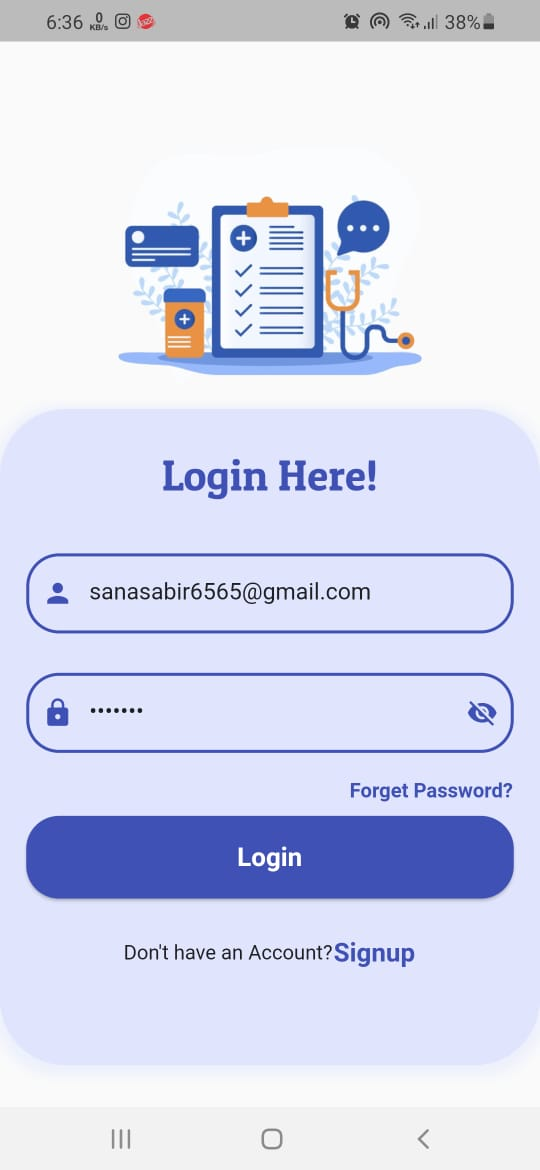 6:36 0 KB/s 38%
Login Here!
sanasabir6565@gmail.com
•••••••
Forget Password?
Login
Don't have an Account?Signup